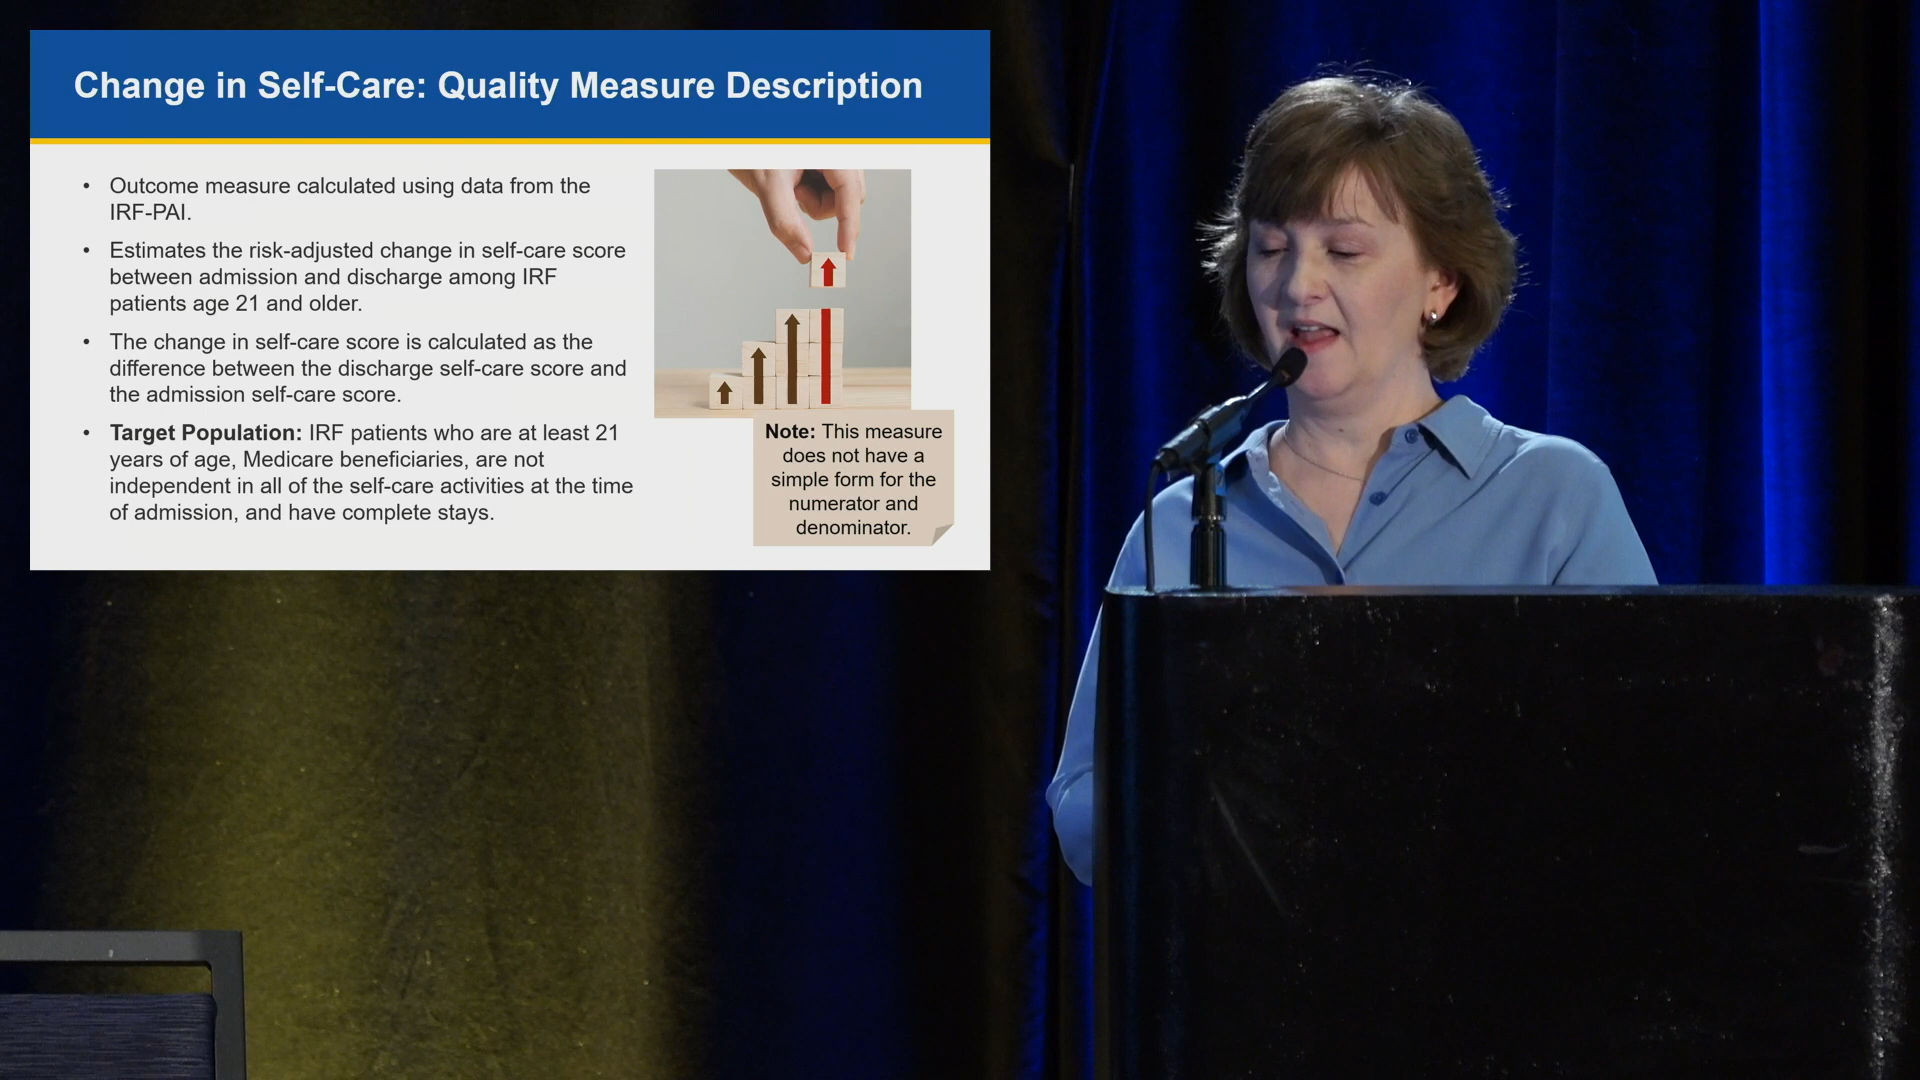 Change in Self-Care: Quality Measure Description
• Outcome measure calculated using data from the
IRF-PAI.
• Estimates the risk-adjusted change in self-care score
between admission and discharge among IRF
patients age 21 and older.
• The change in self-care score is calculated as the
difference between the discharge self-care score and
the admission self-care score.
• Target Population: IRF patients who are at least 21
years of age, Medicare beneficiaries, are not
independent in all of the self-care activities at the time
of admission, and have complete stays.
Note: This measure
does not have a
simple form for the
numerator and
denominator.